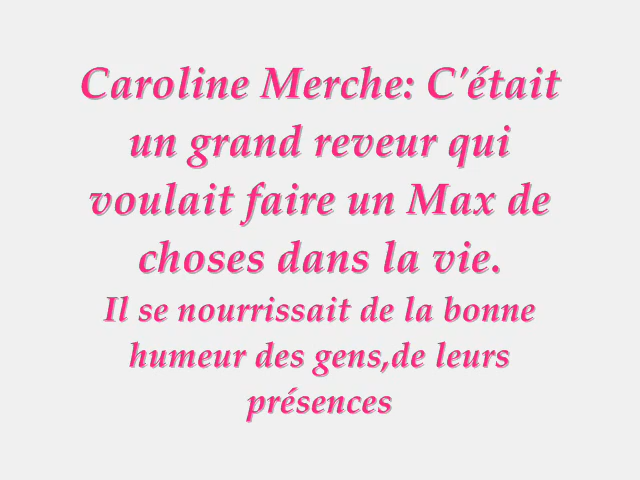 Caroline Merche: C'était
un grand reveur qui
voulait faire un Max de
choses dans la vie.
Il se nourrissait de la bonne
humeur des gens,de leurs
présences